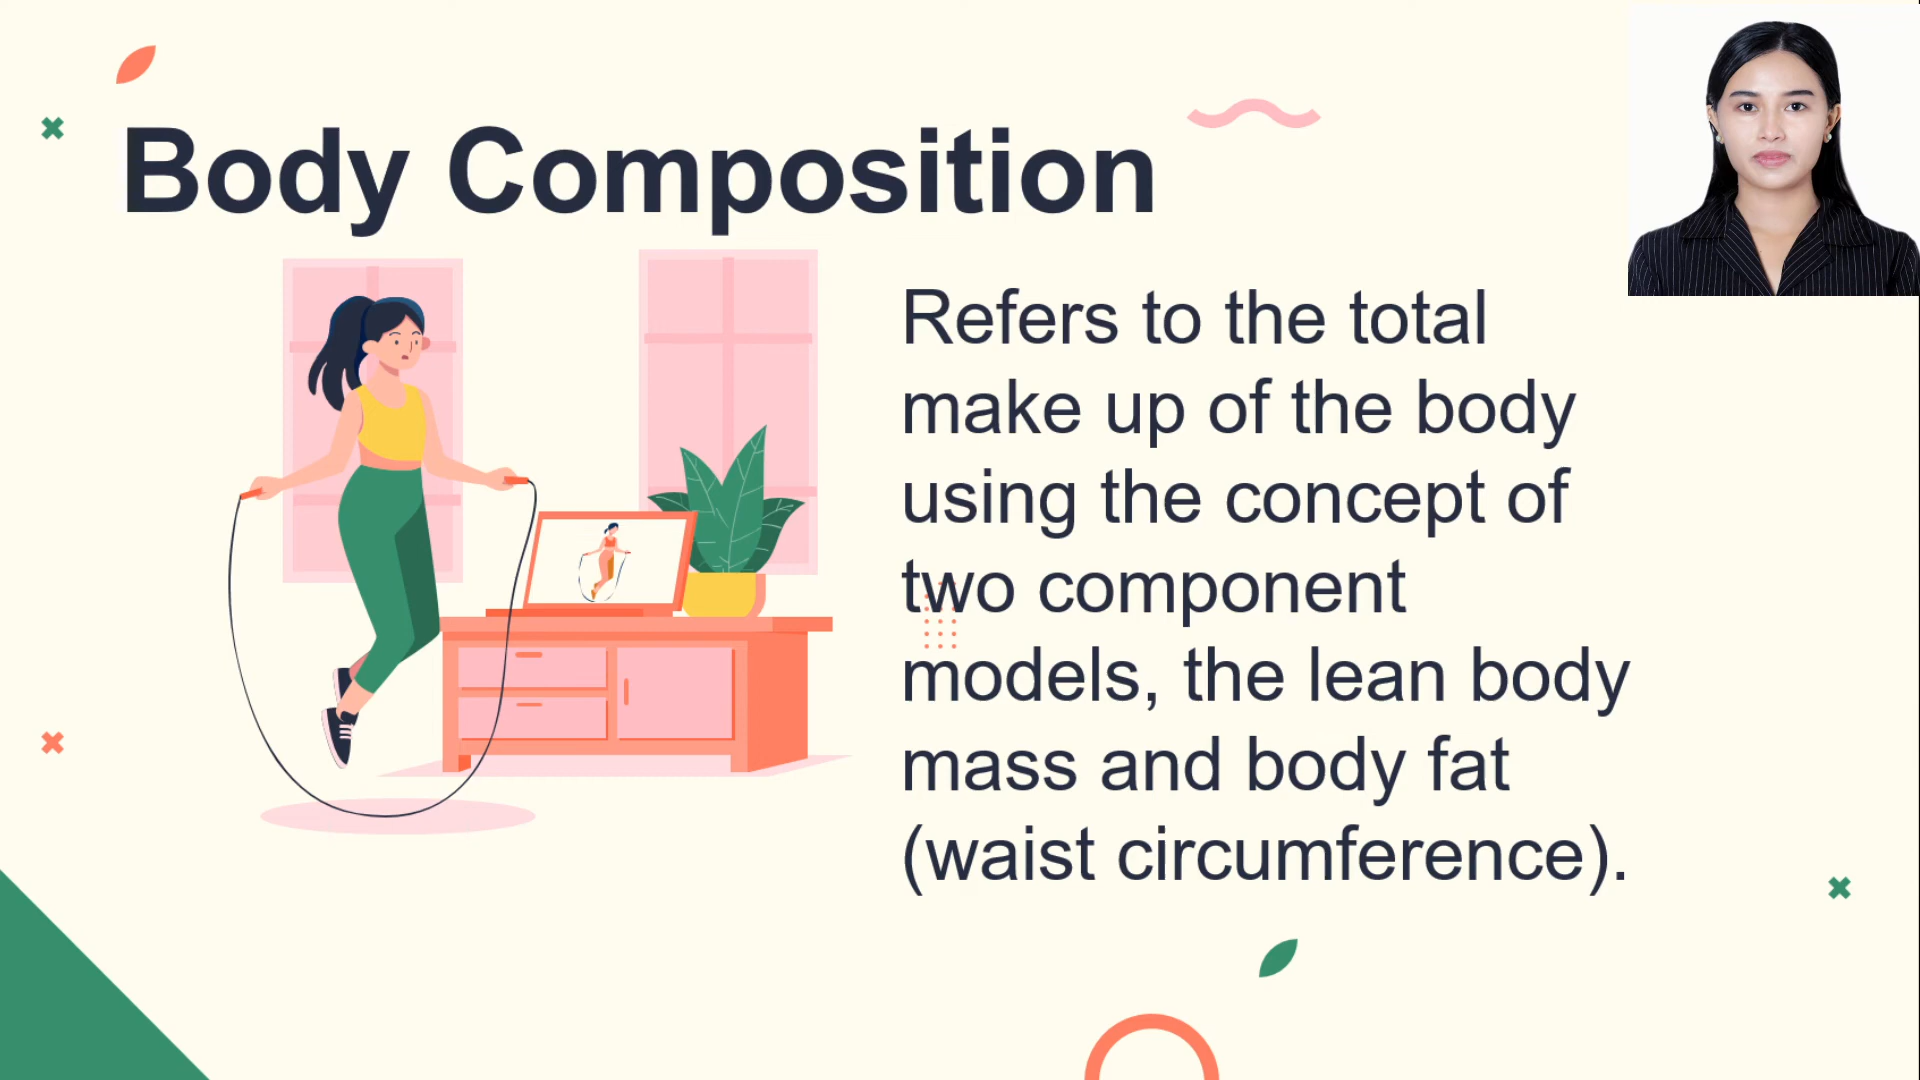 Body Composition
Refers to the total
make up of the body
using the concept of
two component
models, the lean body
mass and body fat
(waist circumference).